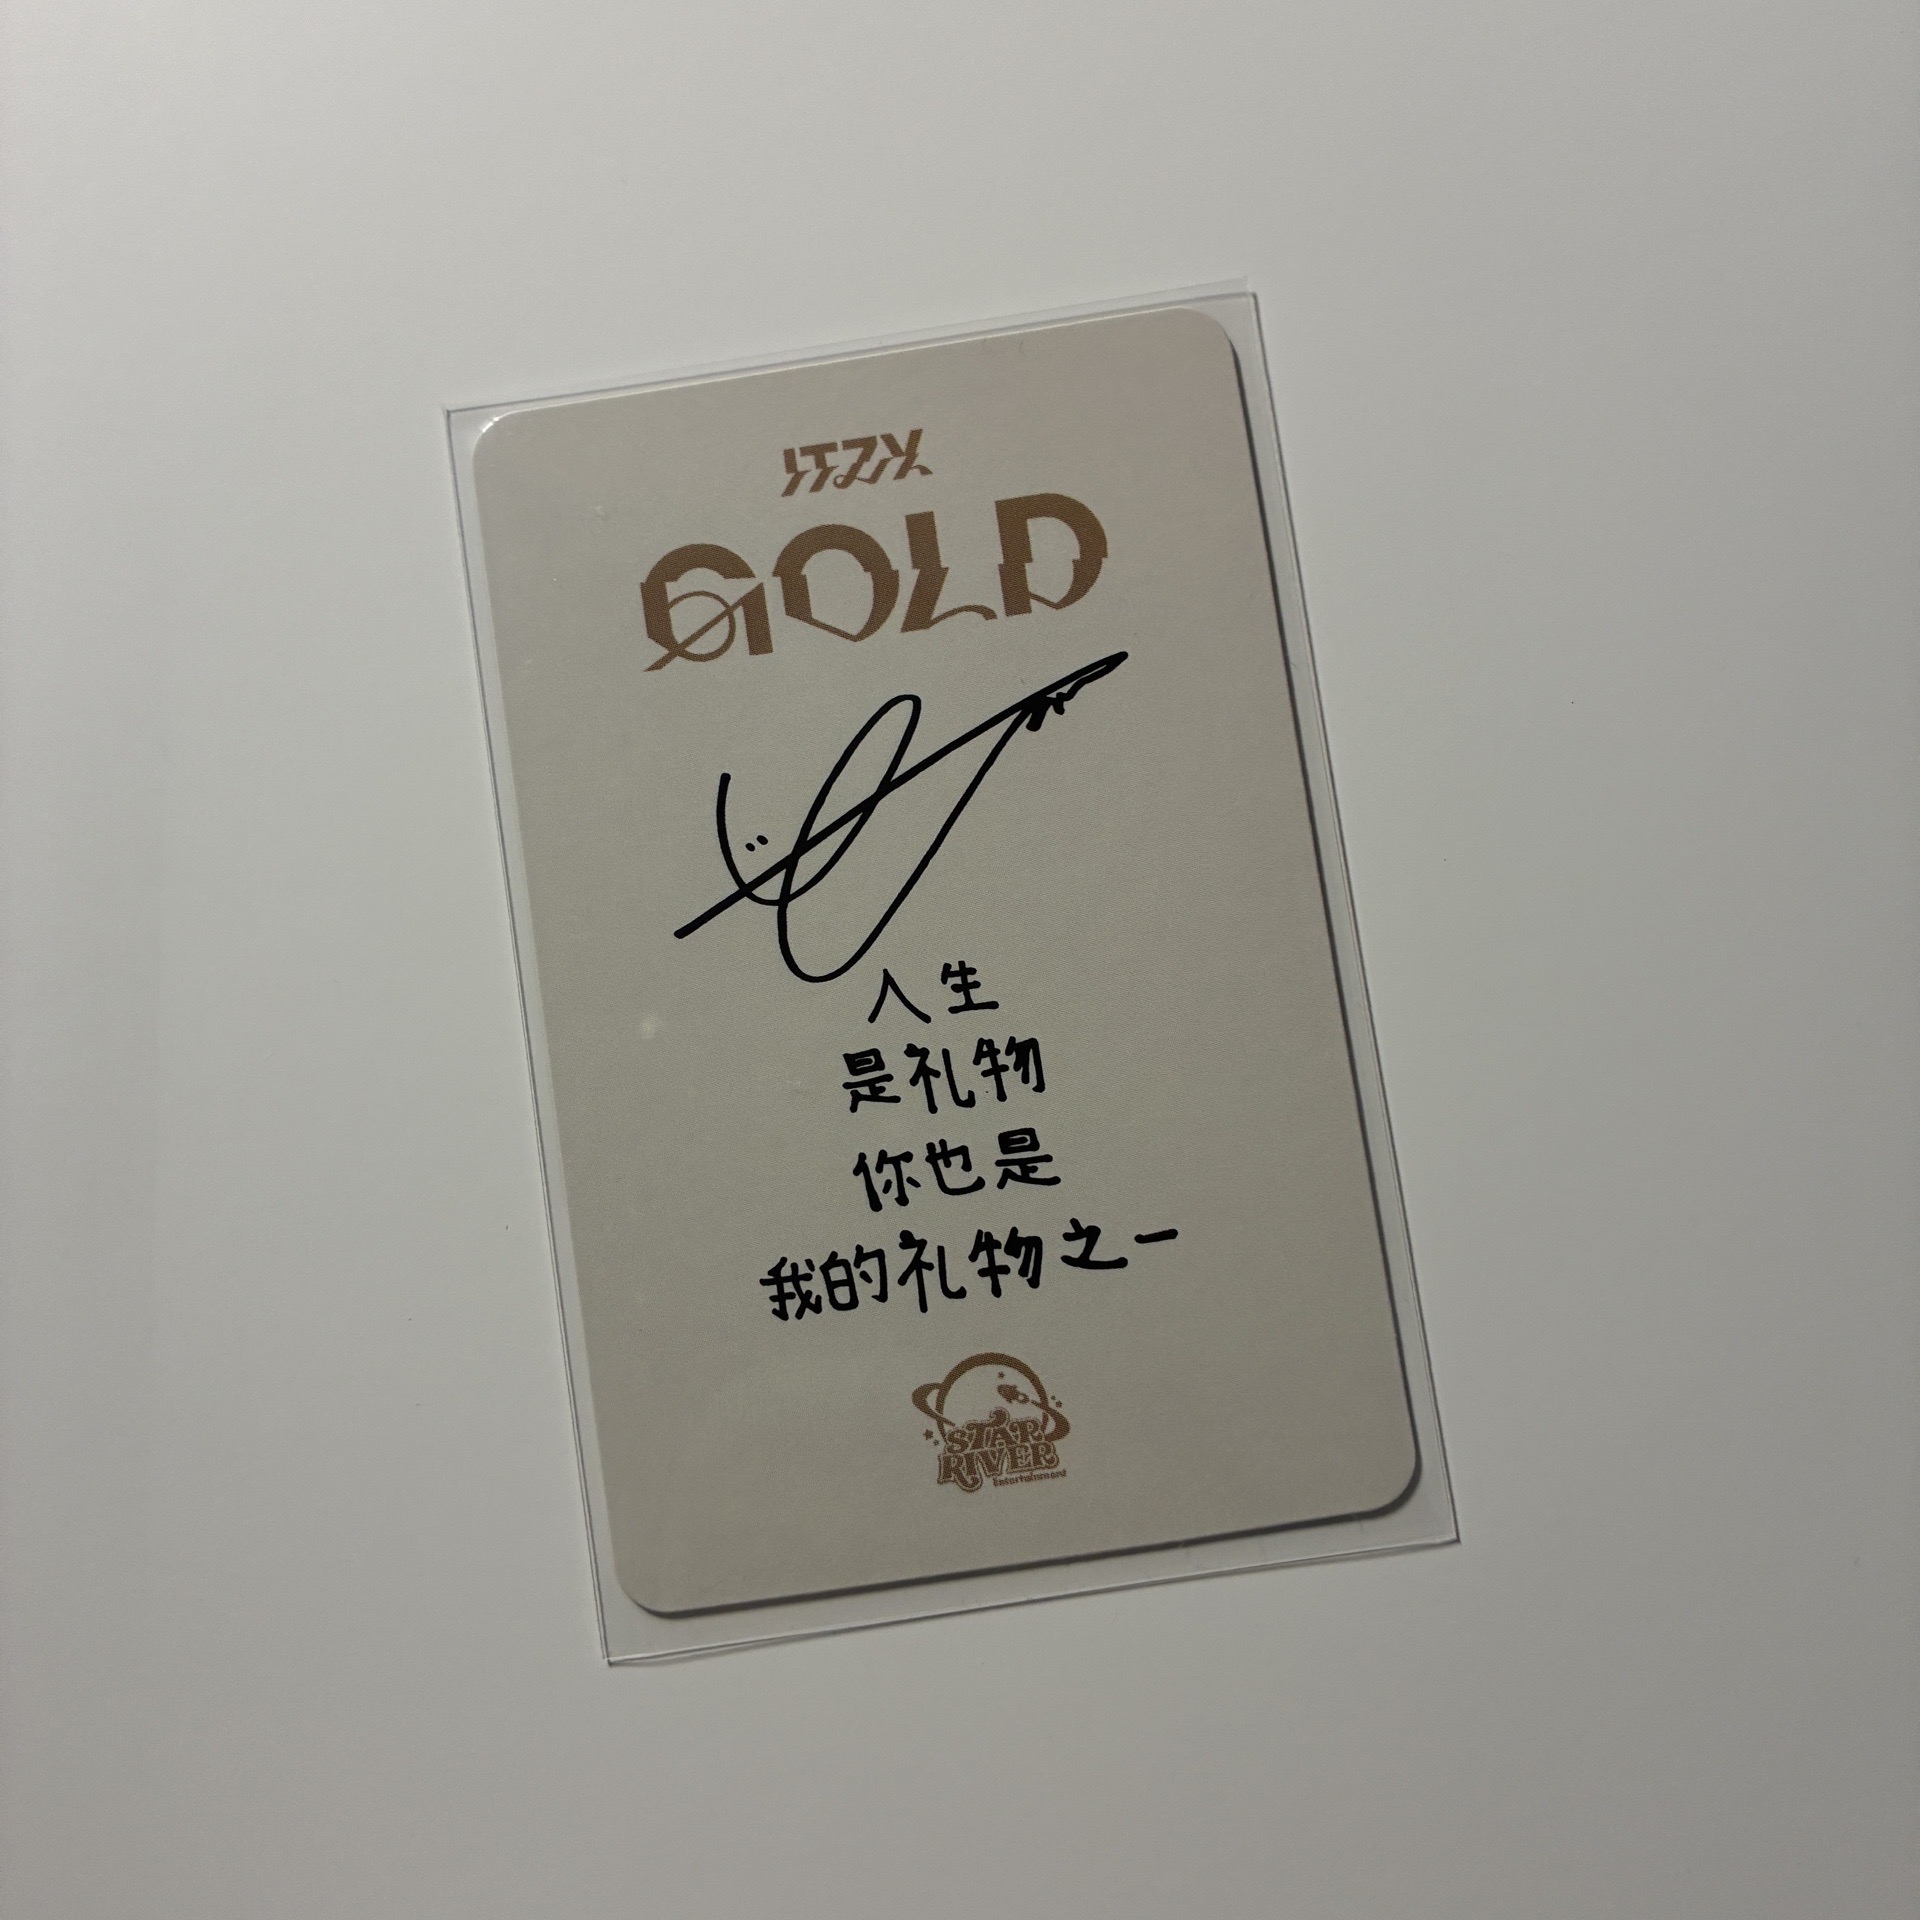 ITZY
GOLD
人生
是礼物
你也是
我的礼物之一
STAR
RIVER
Entertainment